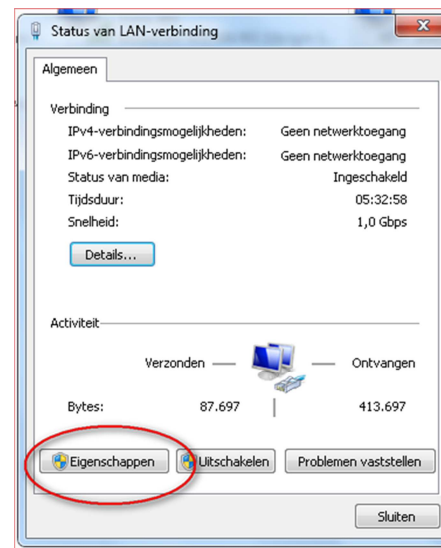 Status van LAN-verbinding
Algemeen
Verbinding
IPv4-verbindingsmogelijkheden: Geen netwerktoegang
IPv6-verbindingsmogelijkheden: Geen netwerktoegang
Status van media: Ingeschakeld
Tijdsduur: 05:32:58
Snelheid: 1,0 Gbps
Details...
Activiteit
Verzonden Ontvangen
Bytes: 87.697 413.697
Eigenschappen Uitschakelen Problemen vaststellen
Sluiten